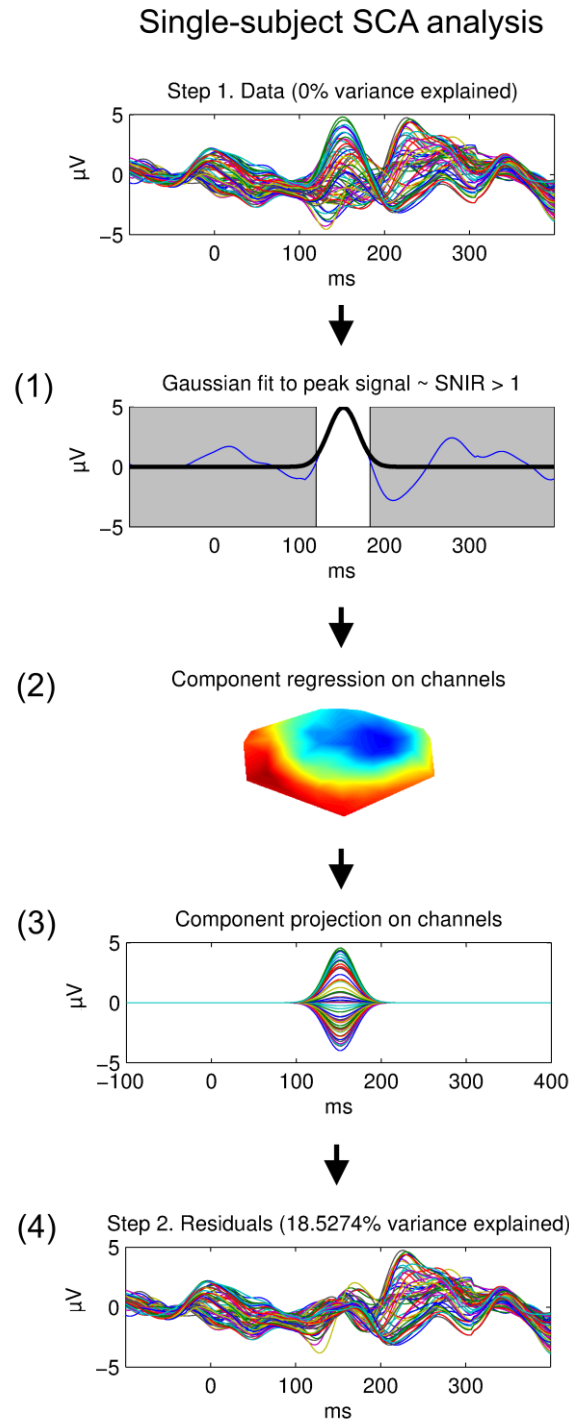 Single-subject SCA analysis
Step 1. Data (0% variance explained)
5
0
−5
µV
0 100 200 300
ms
(1)
Gaussian fit to peak signal ~ SNIR > 1
5
0
−5
µV
0 100 200 300
ms
(2)
Component regression on channels
(3)
Component projection on channels
5
0
−5
µV
−100 0 100 200 300 400
ms
(4)
Step 2. Residuals (18.5274% variance explained)
5
0
−5
µV
0 100 200 300
ms